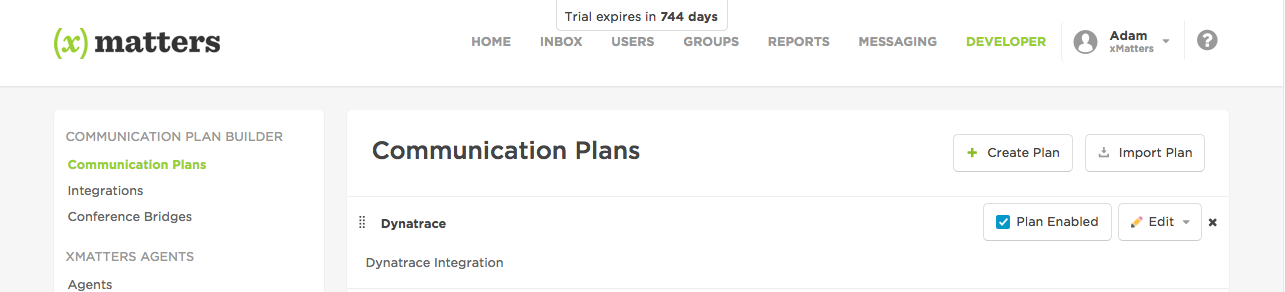 Trial expires in 744 days
(x) matters
HOME INBOX USERS GROUPS REPORTS MESSAGING DEVELOPER
Adam
xMatters
?
COMMUNICATION PLAN BUILDER
Communication Plans
Integrations
Conference Bridges
XMATTERS AGENTS
Agents
Communication Plans
+ Create Plan
Import Plan
Dynatrace
Plan Enabled
Edit
Dynatrace Integration